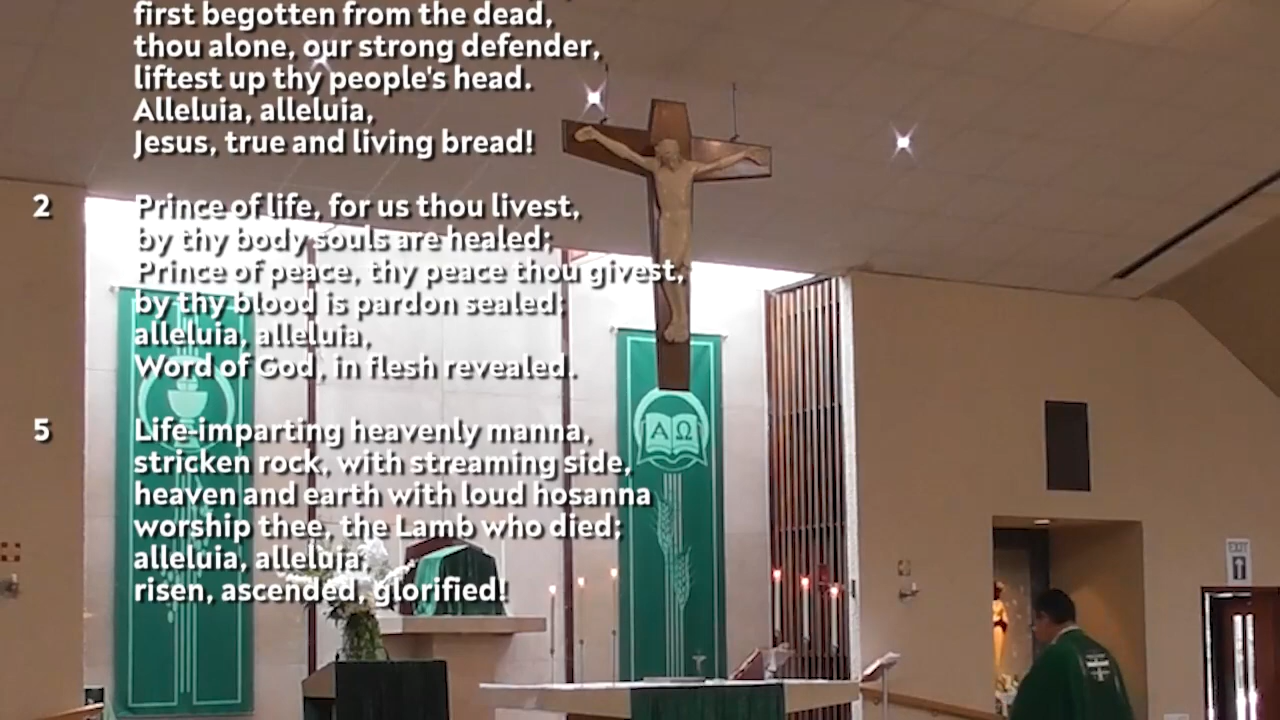 first begotten from the dead,
thou alone, our strong defender,
liftest up thy people's head.
Alleluia, alleluia,
Jesus, true and living bread!
2 Prince of life, for us thou livest,
by thy body souls are healed;
Prince of peace, thy peace thou givest,
by thy blood is pardon sealed;
alleluia, alleluia,
Word of God, in flesh revealed.
5 Life-imparting heavenly manna,
stricken rock, with streaming side,
heaven and earth with loud hosanna
worship thee, the Lamb who died;
alleluia, alleluia,
risen, ascended, glorified!
Α Ω
EXIT